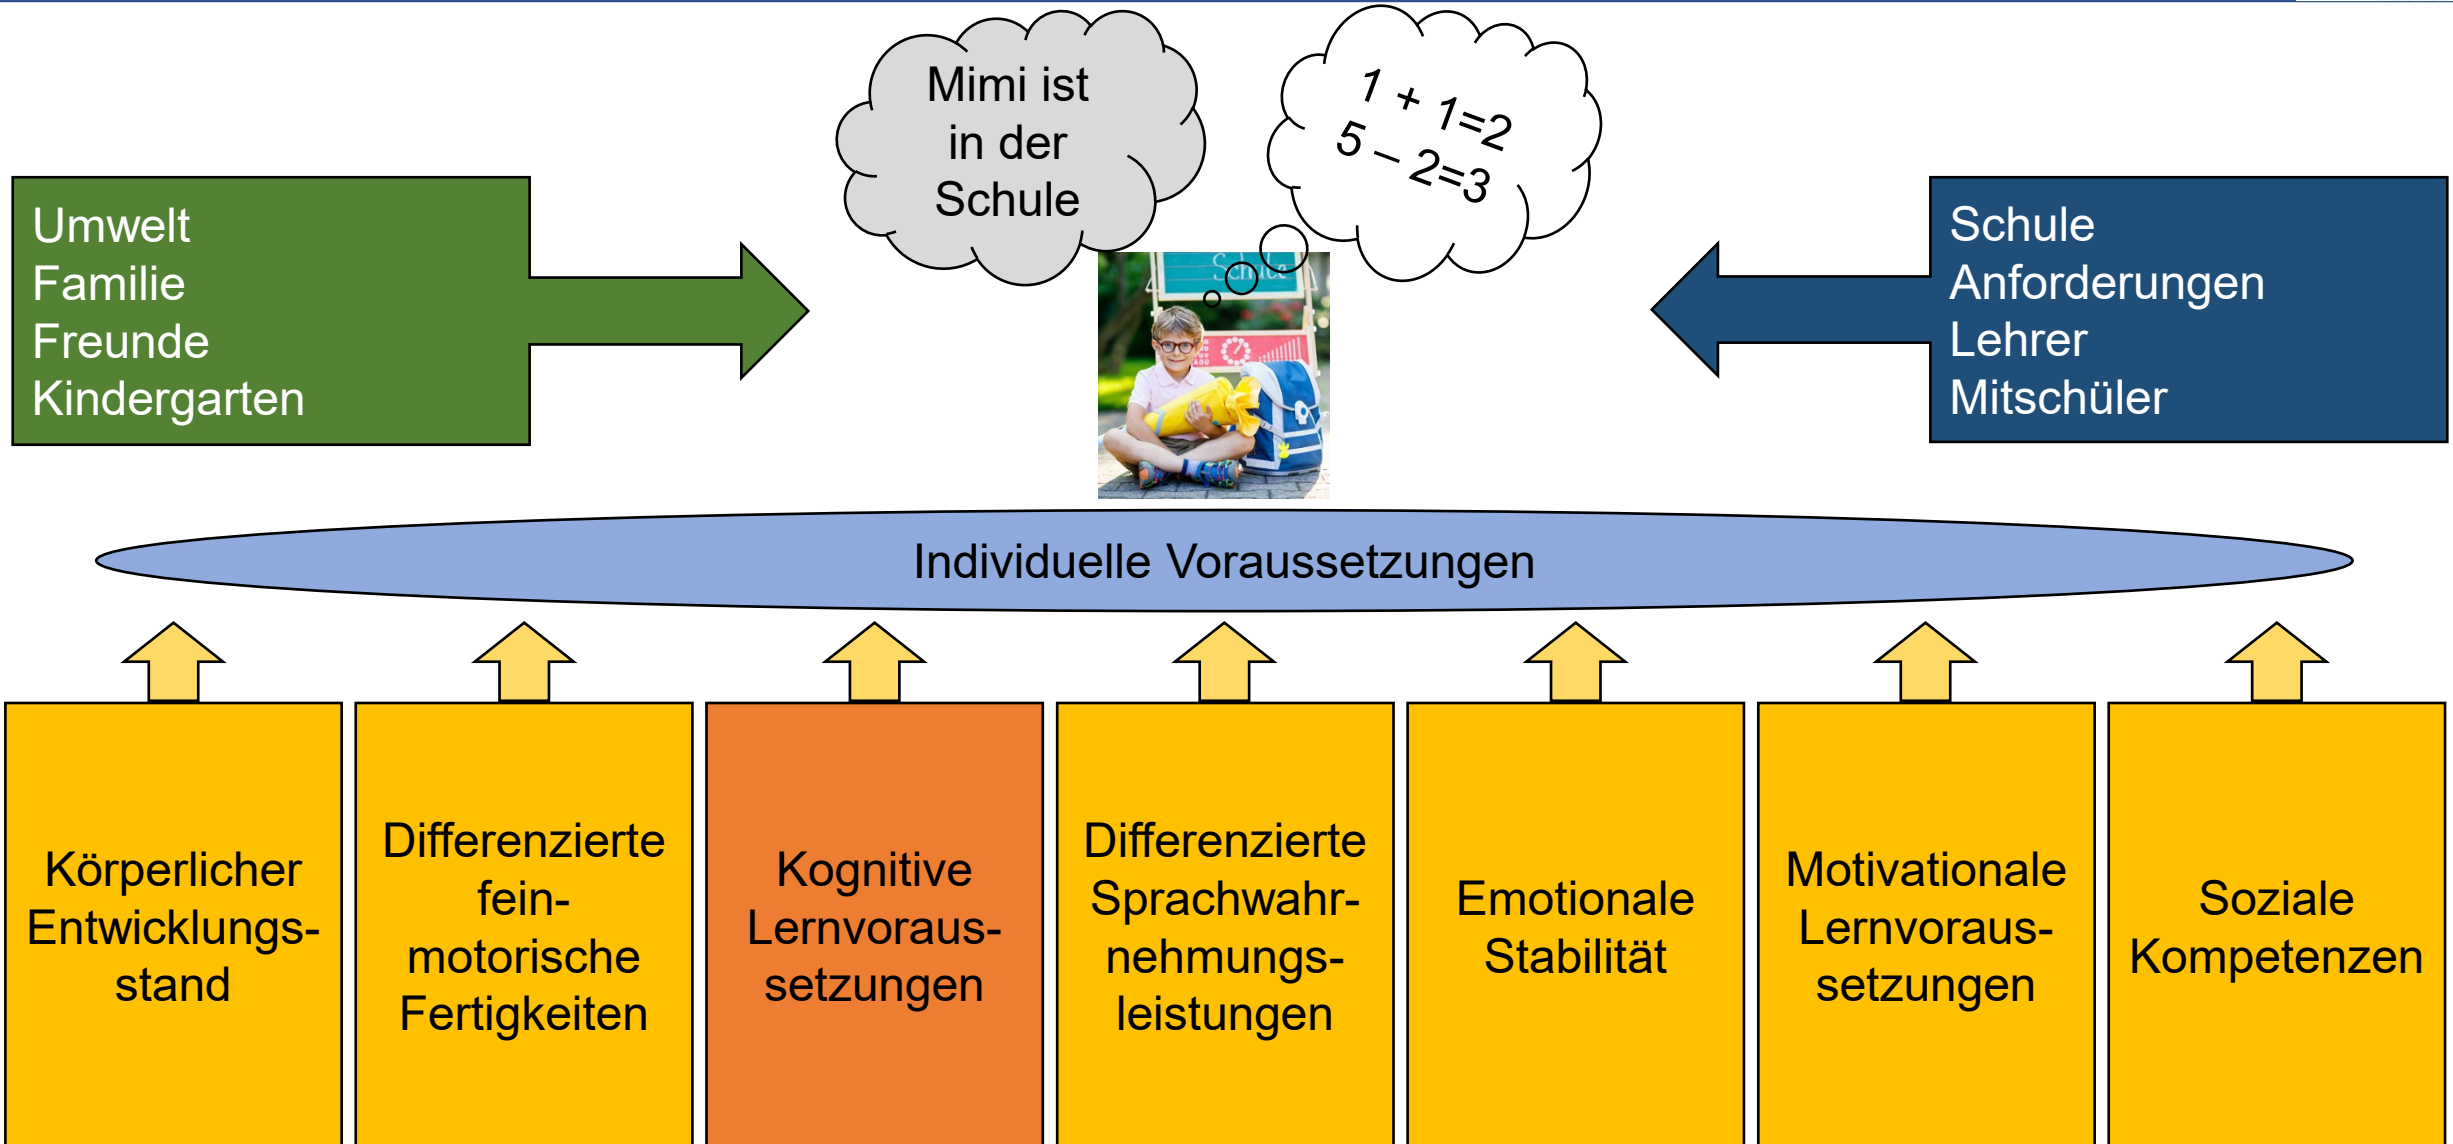 Mimi ist
in der
Schule
1 + 1=2
5 – 2=3
Umwelt
Familie
Freunde
Kindergarten
Schule
Schule
Anforderungen
Lehrer
Mitschüler
Individuelle Voraussetzungen
Körperlicher
Entwicklungs-
stand
Differenzierte
fein-
motorische
Fertigkeiten
Kognitive
Lernvoraus-
setzungen
Differenzierte
Sprachwahr-
nehmungs-
leistungen
Emotionale
Stabilität
Motivationale
Lernvoraus-
setzungen
Soziale
Kompetenzen